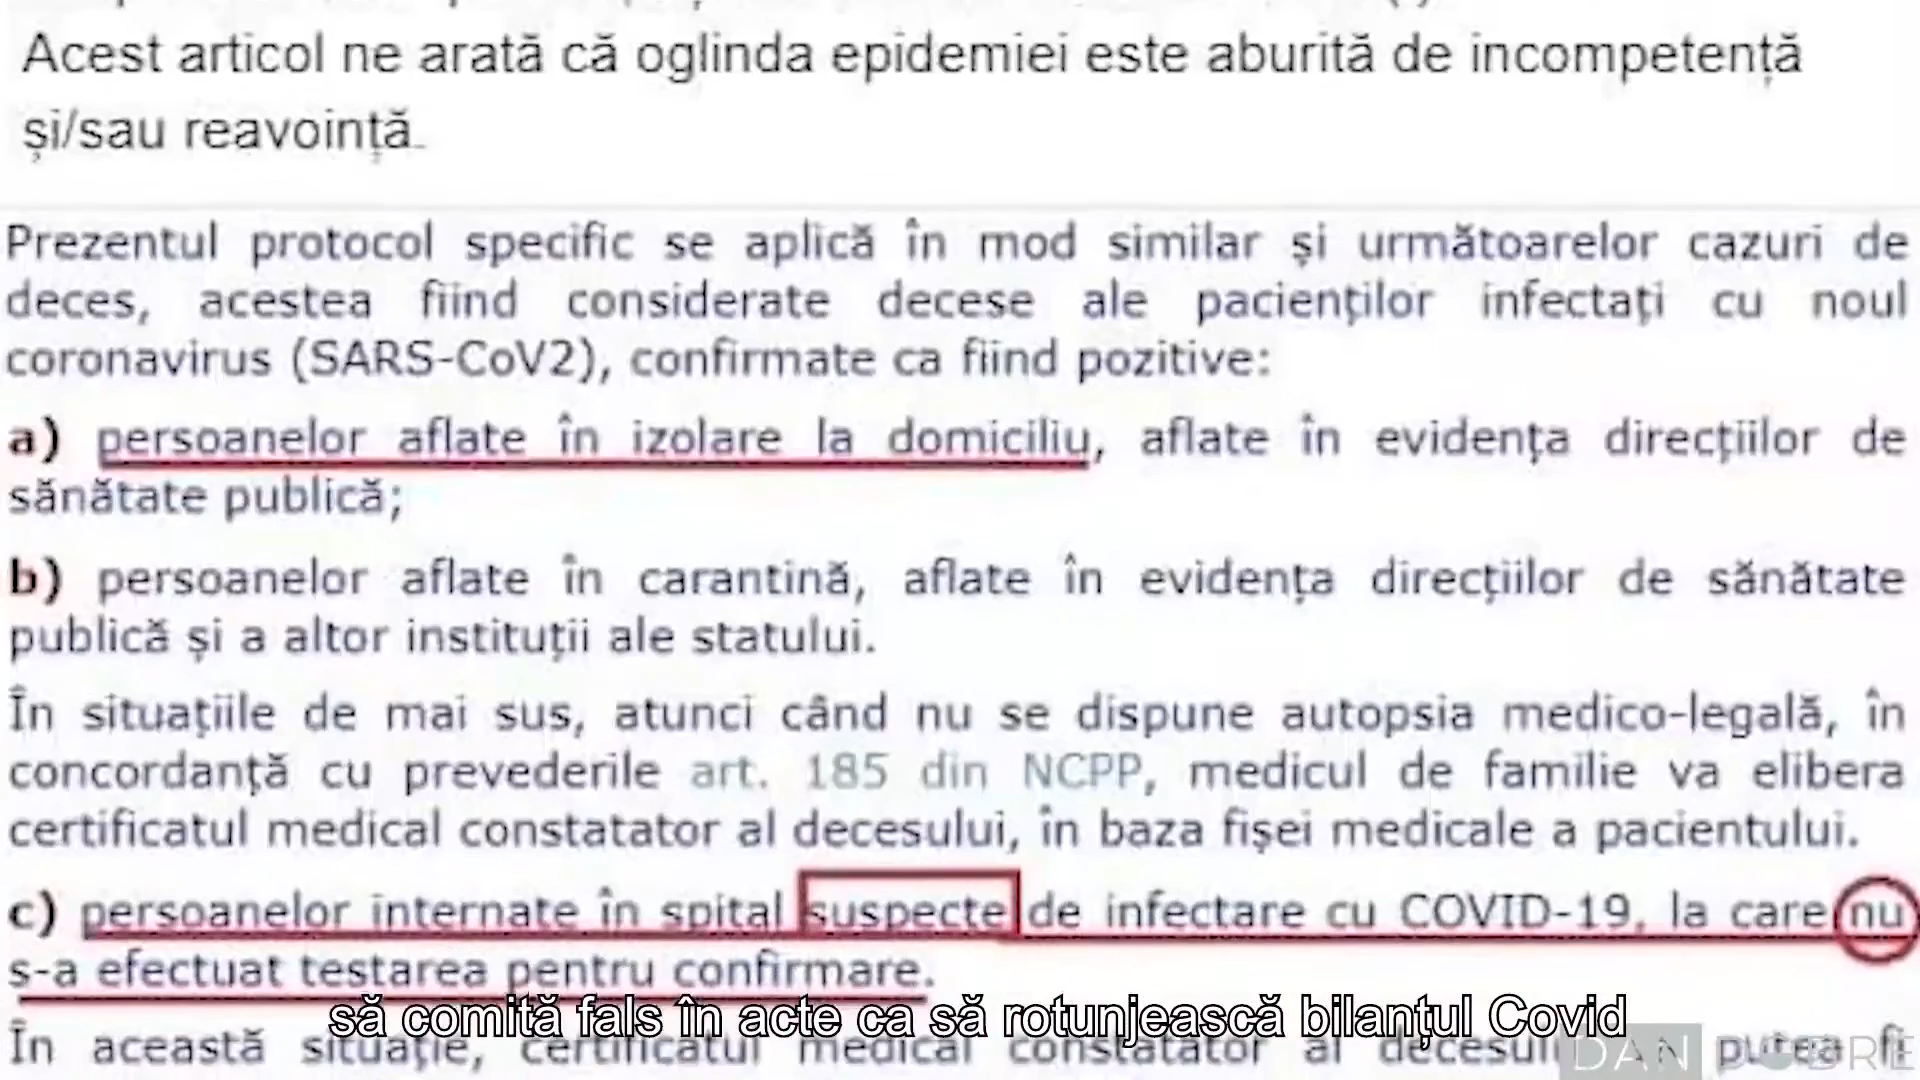 Acest articol ne arată că oglinda epidemiei este aburită de incompetență
și/sau reavoință.
Prezentul protocol specific se aplică în mod similar și următoarelor cazuri de
deces, acestea fiind considerate decese ale pacienților infectați cu noul
coronavirus (SARS-CoV2), confirmate ca fiind pozitive:
a) persoanelor aflate în izolare la domiciliu, aflate în evidența direcțiilor de
sănătate publică;
b) persoanelor aflate în carantină, aflate în evidența direcțiilor de sănătate
publică și a altor instituții ale statului.
În situațiile de mai sus, atunci când nu se dispune autopsia medico-legală, în
concordanță cu prevederile art. 185 din NCPP, medicul de familie va elibera
certificatul medical constatator al decesului, în baza fișei medicale a pacientului.
c) persoanelor internate în spital suspecte de infectare cu COVID-19, la care nu
s-a efectuat testarea pentru confirmare.
să comită fals în acte ca să rotunjească bilanțul Covid
În această situație, certificatul medical constatator al putea fi